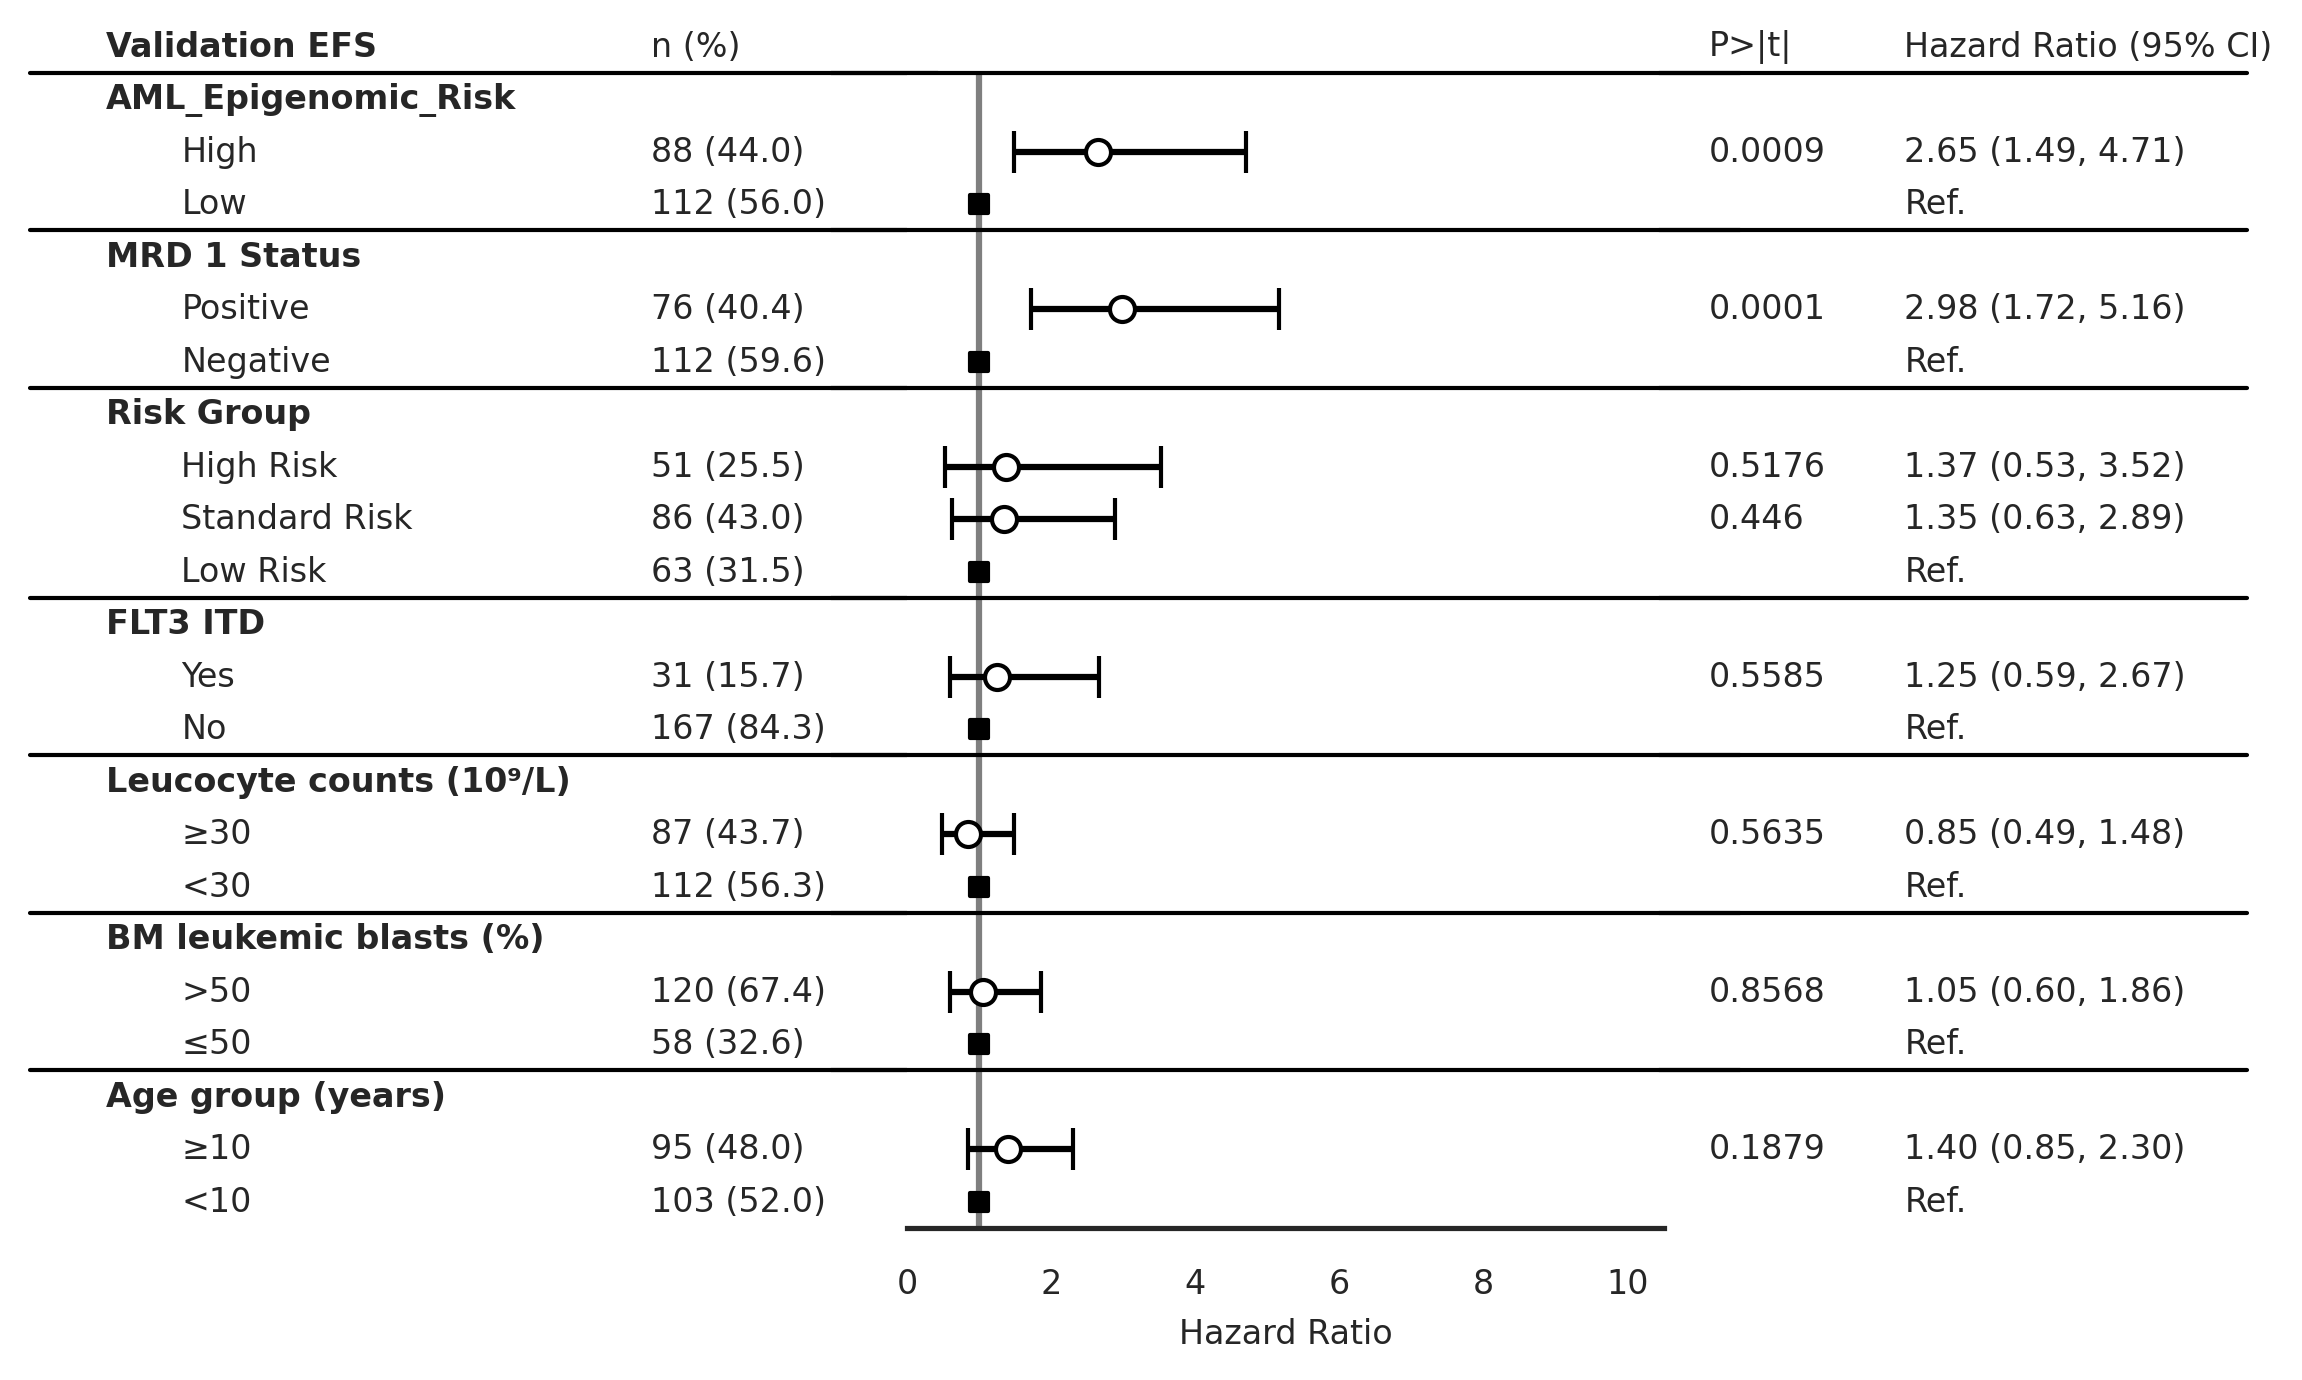 Validation EFS n (%) P>|t| Hazard Ratio (95% CI)
AML_Epigenomic_Risk
High 88 (44.0) 0.0009 2.65 (1.49, 4.71)
Low 112 (56.0) Ref.
MRD 1 Status
Positive 76 (40.4) 0.0001 2.98 (1.72, 5.16)
Negative 112 (59.6) Ref.
Risk Group
High Risk 51 (25.5) 0.5176 1.37 (0.53, 3.52)
Standard Risk 86 (43.0) 0.446 1.35 (0.63, 2.89)
Low Risk 63 (31.5) Ref.
FLT3 ITD
Yes 31 (15.7) 0.5585 1.25 (0.59, 2.67)
No 167 (84.3) Ref.
Leucocyte counts (10⁹/L)
≥30 87 (43.7) 0.5635 0.85 (0.49, 1.48)
<30 112 (56.3) Ref.
BM leukemic blasts (%)
>50 120 (67.4) 0.8568 1.05 (0.60, 1.86)
≤50 58 (32.6) Ref.
Age group (years)
≥10 95 (48.0) 0.1879 1.40 (0.85, 2.30)
<10 103 (52.0) Ref.
0 2 4 6 8 10
Hazard Ratio